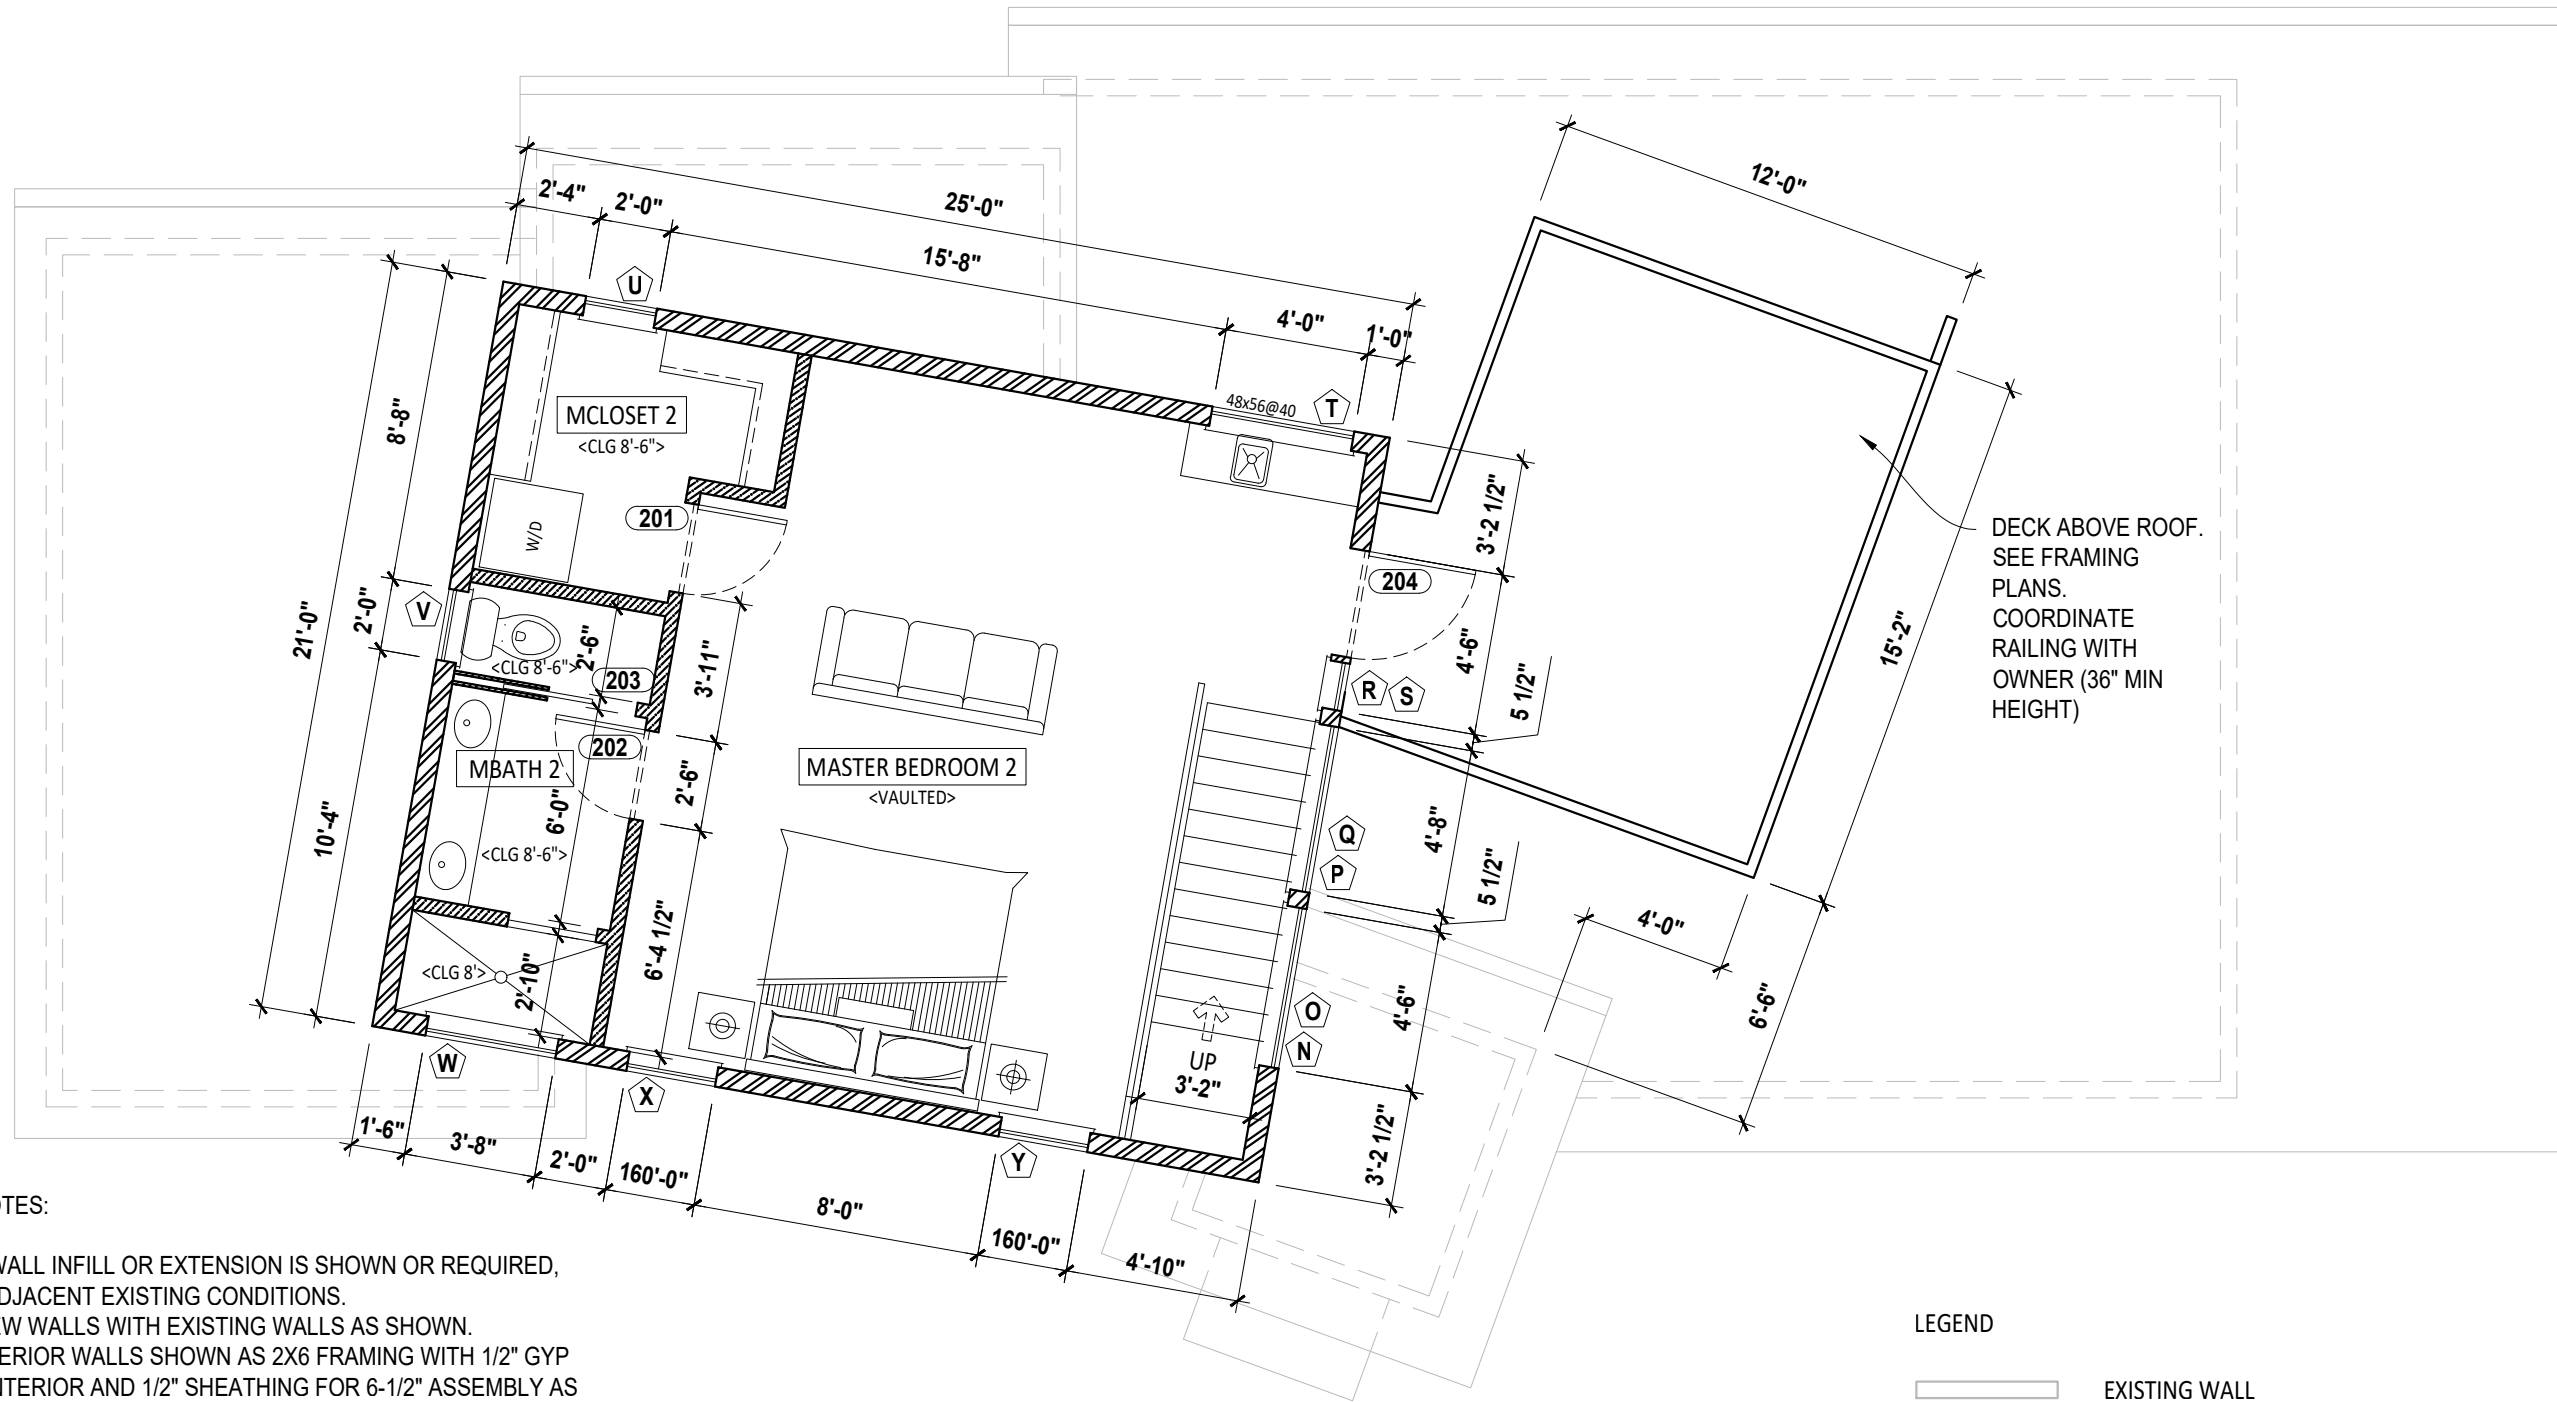 12'-0"
2'-4"
2'-0"
25'-0"
15'-8"
U
4'-0"
1'-0"
8'-8"
MCLOSET 2
<CLG 8'-6">
48x56@40
T
3'-2 1/2"
201
W/D
DECK ABOVE ROOF.
SEE FRAMING
PLANS.
COORDINATE
RAILING WITH
OWNER (36" MIN
HEIGHT)
204
V
2'-0"
21'-0"
2'-6"
<CLG 8'-6">
203
3'-11"
4'-6"
15'-2"
R
S
5 1/2"
202
MBATH 2
MASTER BEDROOM 2
<VAULTED>
2'-6"
6'-0"
10'-4"
<CLG 8'-6">
Q
4'-8"
P
5 1/2"
4'-0"
6'-4 1/2"
<CLG 8'>
2'-10"
O
4'-6"
6'-6"
N
UP
3'-2"
W
X
Y
3'-2 1/2"
1'-6"
3'-8"
2'-0"
160'-0"
8'-0"
160'-0"
4'-10"
OTES:
WALL INFILL OR EXTENSION IS SHOWN OR REQUIRED,
DJACENT EXISTING CONDITIONS.
EW WALLS WITH EXISTING WALLS AS SHOWN.
ERIOR WALLS SHOWN AS 2X6 FRAMING WITH 1/2" GYP
NTERIOR AND 1/2" SHEATHING FOR 6-1/2" ASSEMBLY AS
LEGEND
EXISTING WALL